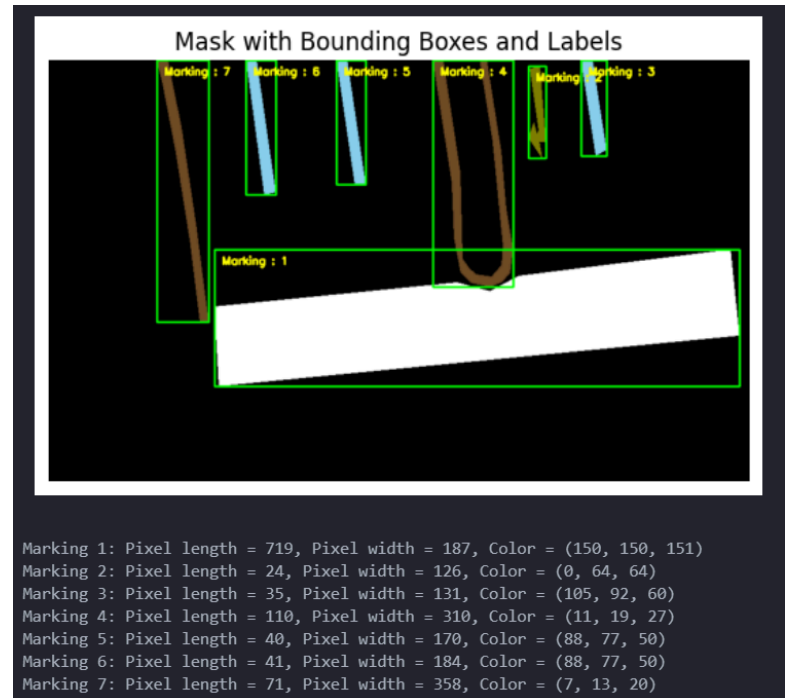 Mask with Bounding Boxes and Labels
Marking : 7 Marking : 6 Marking : 5 Marking : 4 Marking : 2 Marking : 3
Marking : 1
Marking 1: Pixel length = 719, Pixel width = 187, Color = (150, 150, 151)
Marking 2: Pixel length = 24, Pixel width = 126, Color = (0, 64, 64)
Marking 3: Pixel length = 35, Pixel width = 131, Color = (105, 92, 60)
Marking 4: Pixel length = 110, Pixel width = 310, Color = (11, 19, 27)
Marking 5: Pixel length = 40, Pixel width = 170, Color = (88, 77, 50)
Marking 6: Pixel length = 41, Pixel width = 184, Color = (88, 77, 50)
Marking 7: Pixel length = 71, Pixel width = 358, Color = (7, 13, 20)